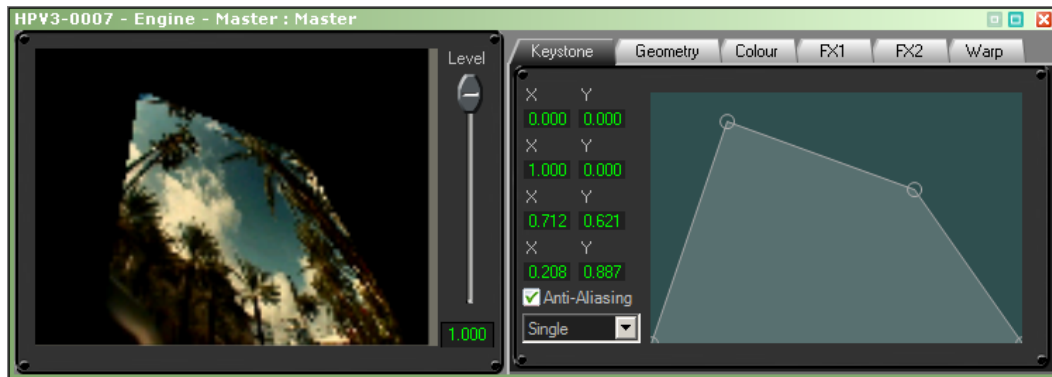 HPV3-0007 - Engine - Master : Master
Level
1.000
Keystone Geometry Colour FX1 FX2 Warp
X Y
0.000 0.000
X Y
1.000 0.000
X Y
0.712 0.621
X Y
0.208 0.887
Anti-Aliasing
Single